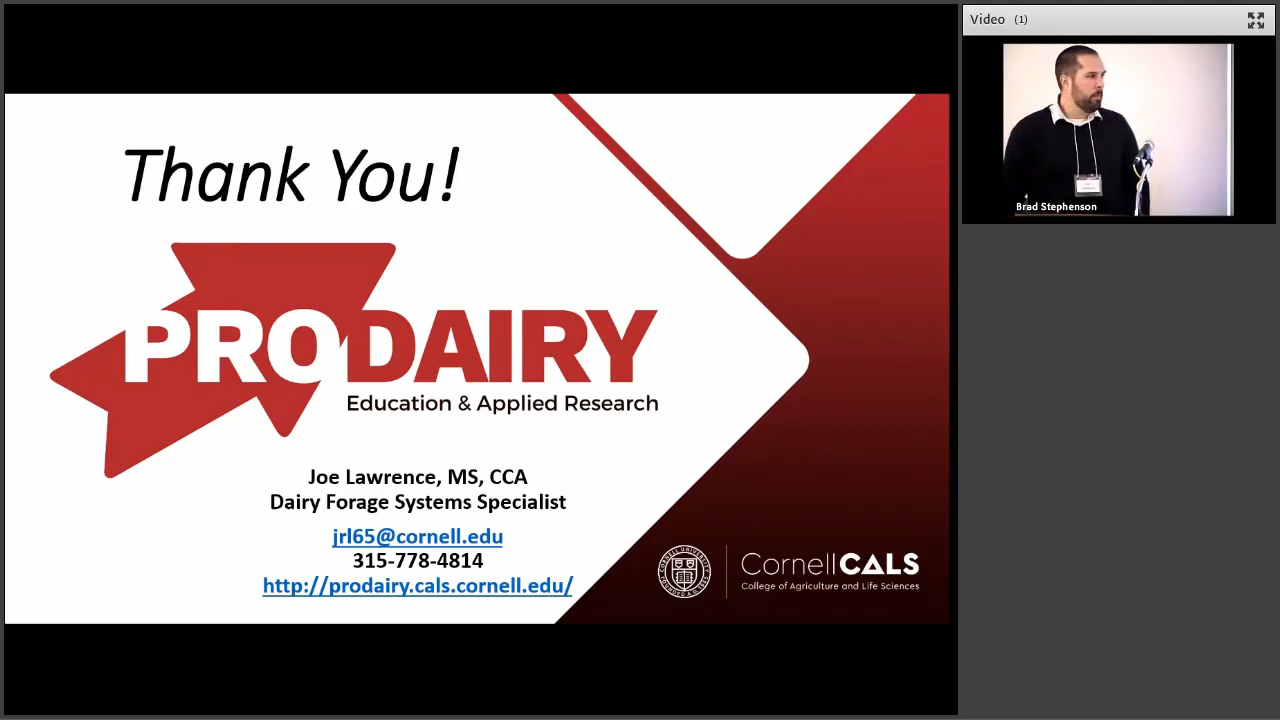 Thank You!
PRODAIRY
Education & Applied Research
Joe Lawrence, MS, CCA
Dairy Forage Systems Specialist
jrl65@cornell.edu
315-778-4814
http://prodairy.cals.cornell.edu/
CornellCALS
College of Agriculture and Life Sciences
Video (1)
Brad Stephenson